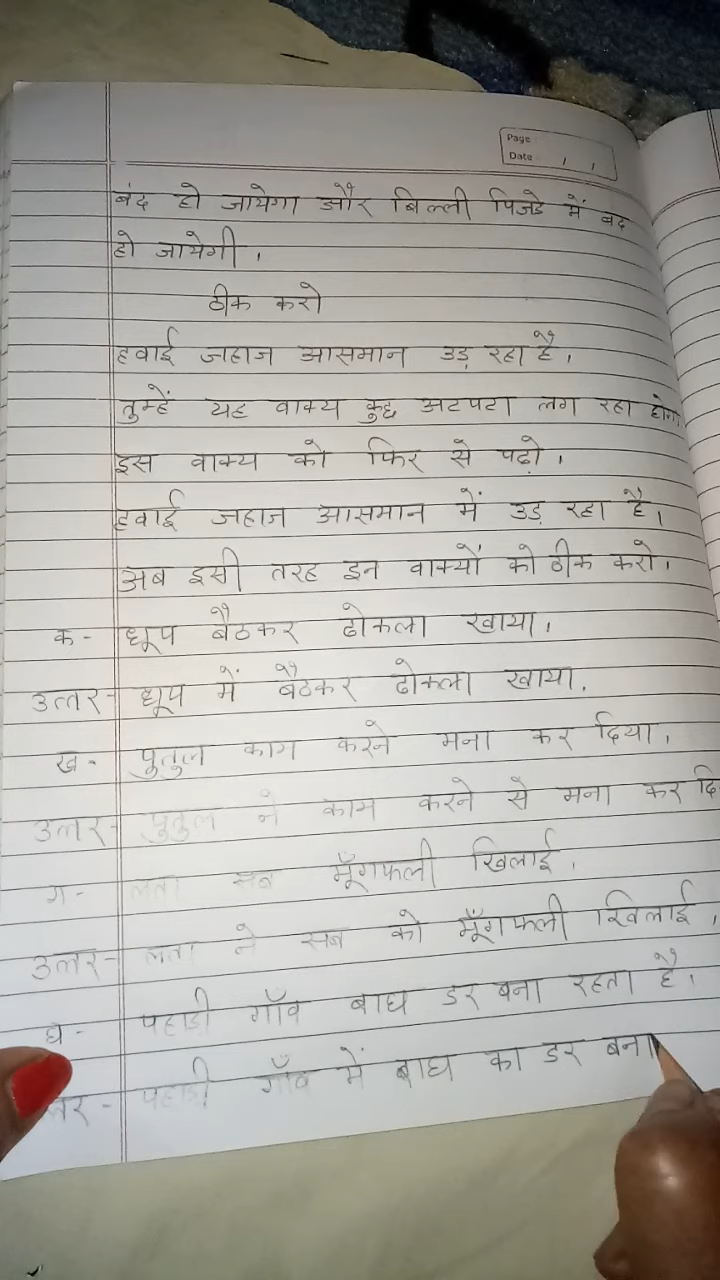 Page
Date / /
बंद हो जायेगा और बिल्ली पिंजडे में बंद
हो जायेगी ।
ठीक करो
हवाई जहाज आसमान उड़ रहा है ।
तुम्हें यह वाक्य कुछ अटपटा लग रहा होगा
इस वाक्य को फिर से पढ़ो ।
हवाई जहाज आसमान में उड़ रहा है ।
अब इसी तरह इन वाक्यों को ठीक करो ।
क - धूप बैठकर ढोकला खाया ।
उत्तर - धूप में बैठकर ढोकला खाया .
ख - पुतुल काम करने मना कर दिया ।
उत्तर - पुतुल ने काम करने से मना कर दि
ग - लता सब मूँगफली खिलाई .
उत्तर - लता ने सब को मूँगफली खिलाई ।
घ - पहाडी गाँव बाघ डर बना रहता है ।
त्तर - पहाडी गाँव में बाघ का डर बना